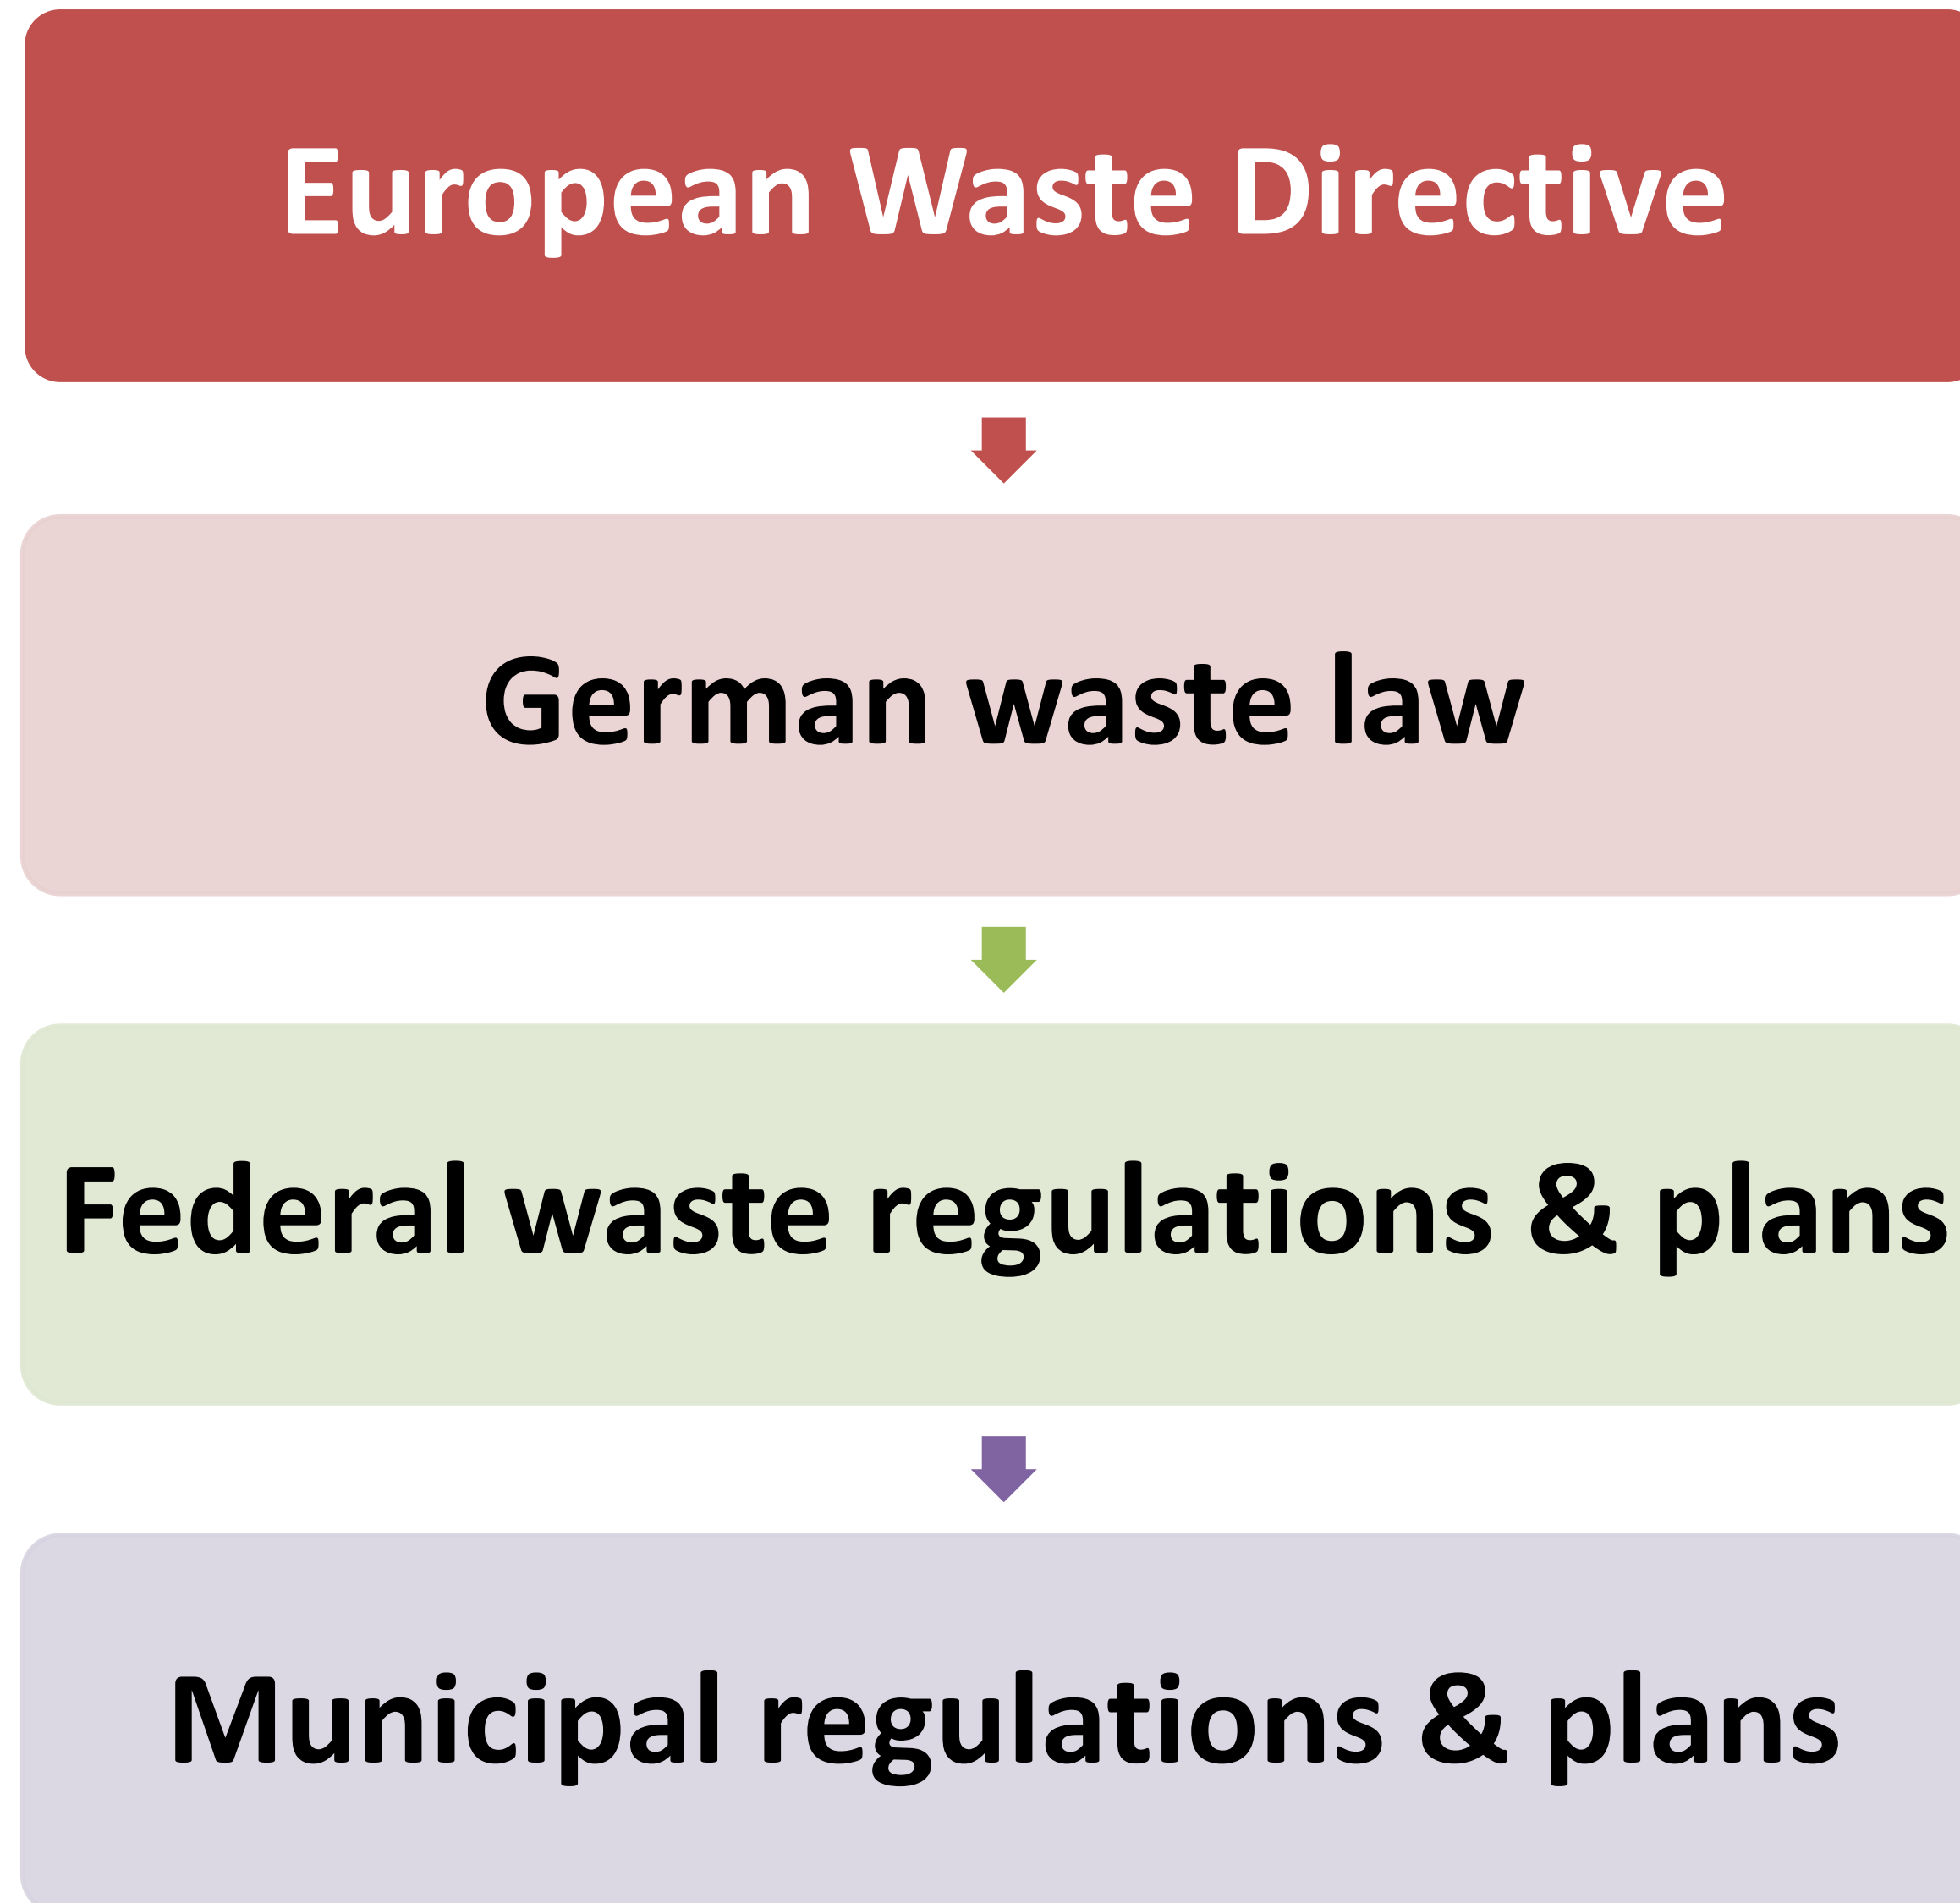 European Waste Directive
German waste law
Federal waste regulations & plans
Municipal regulations & plans